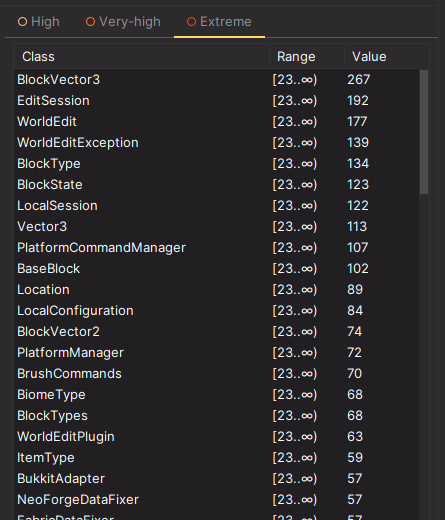 High Very-high Extreme
Class Range Value
BlockVector3 [23..∞) 267
EditSession [23..∞) 192
WorldEdit [23..∞) 177
WorldEditException [23..∞) 139
BlockType [23..∞) 134
BlockState [23..∞) 123
LocalSession [23..∞) 122
Vector3 [23..∞) 113
PlatformCommandManager [23..∞) 107
BaseBlock [23..∞) 102
Location [23..∞) 89
LocalConfiguration [23..∞) 84
BlockVector2 [23..∞) 74
PlatformManager [23..∞) 72
BrushCommands [23..∞) 70
BiomeType [23..∞) 68
BlockTypes [23..∞) 68
WorldEditPlugin [23..∞) 63
ItemType [23..∞) 59
BukkitAdapter [23..∞) 57
NeoForgeDataFixer [23..∞) 57
FabricDataFixer [23..∞) 57